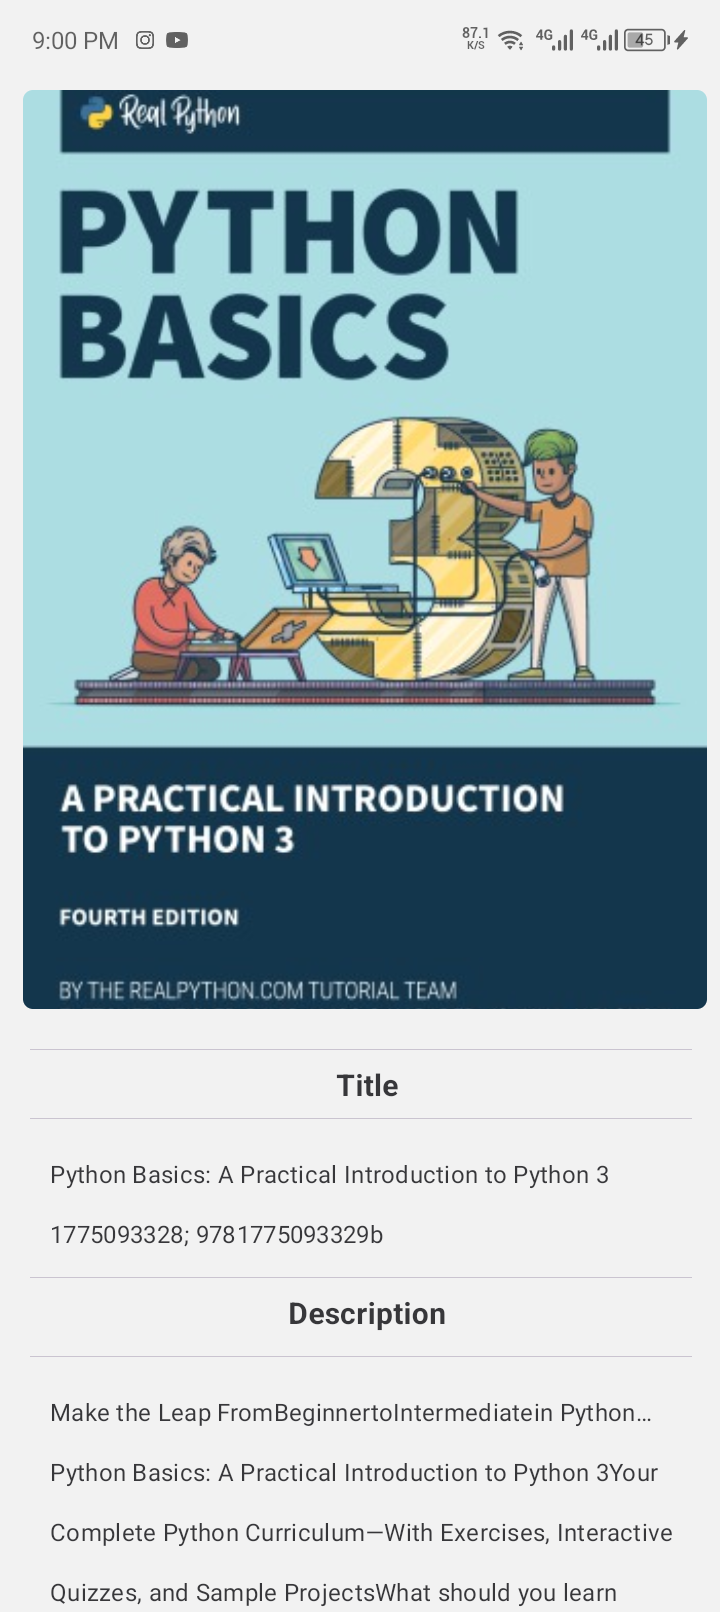 9:00 PM
87.1
K/S
4G
4G
45
Real Python
PYTHON
BASICS
A PRACTICAL INTRODUCTION
TO PYTHON 3
FOURTH EDITION
BY THE REALPYTHON.COM TUTORIAL TEAM
Title
Python Basics: A Practical Introduction to Python 3
1775093328; 9781775093329b
Description
Make the Leap FromBeginnertoIntermediatein Python…
Python Basics: A Practical Introduction to Python 3Your
Complete Python Curriculum—With Exercises, Interactive
Quizzes, and Sample ProjectsWhat should you learn